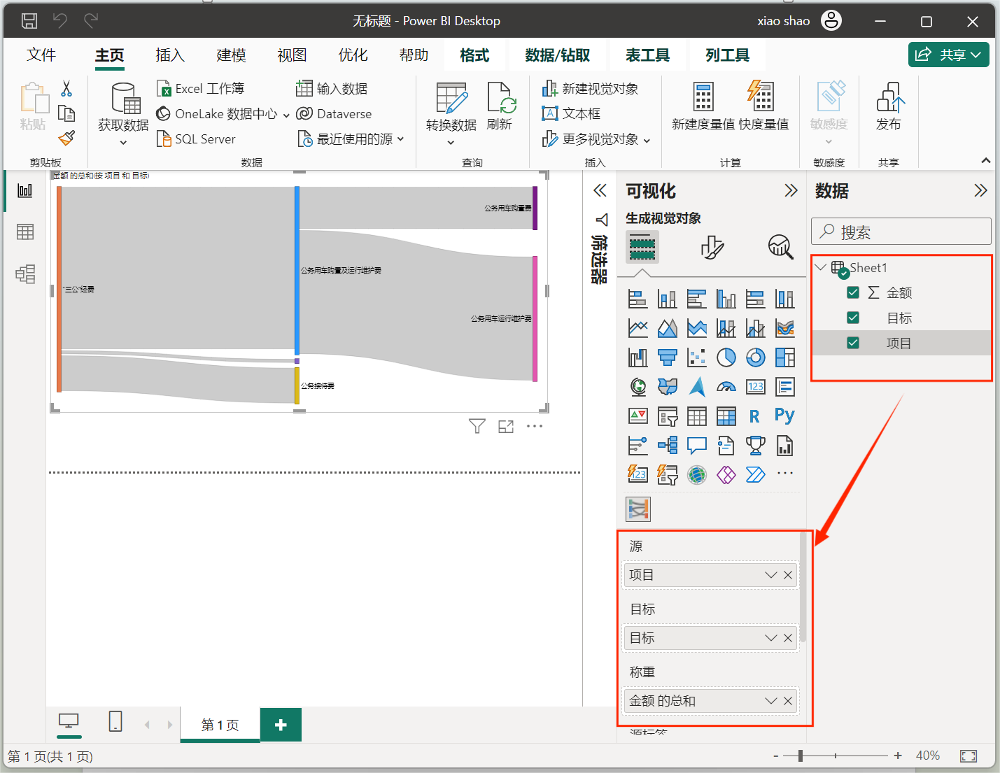 无标题 - Power BI Desktop
xiao shao
文件 主页 插入 建模 视图 优化 帮助 格式 数据/钻取 表工具 列工具 共享
粘贴
剪贴板
获取数据
Excel 工作簿
OneLake 数据中心
SQL Server
输入数据
Dataverse
最近使用的源
数据
转换数据
刷新
查询
新建视觉对象
文本框
更多视觉对象
插入
新建度量值
快度量值
计算
敏感度
敏感度
发布
共享
金额 的总和(按 项目 和 目标)
公务用车购置费
公务用车购置及运行维护费
"三公"经费
公务用车运行维护费
公务接待费
筛选器
可视化
生成视觉对象
123
R
Py
123
源
项目
目标
目标
称重
金额 的总和
数据
搜索
Sheet1
∑ 金额
目标
项目
第 1 页
第 1 页(共 1 页)
- + 40%